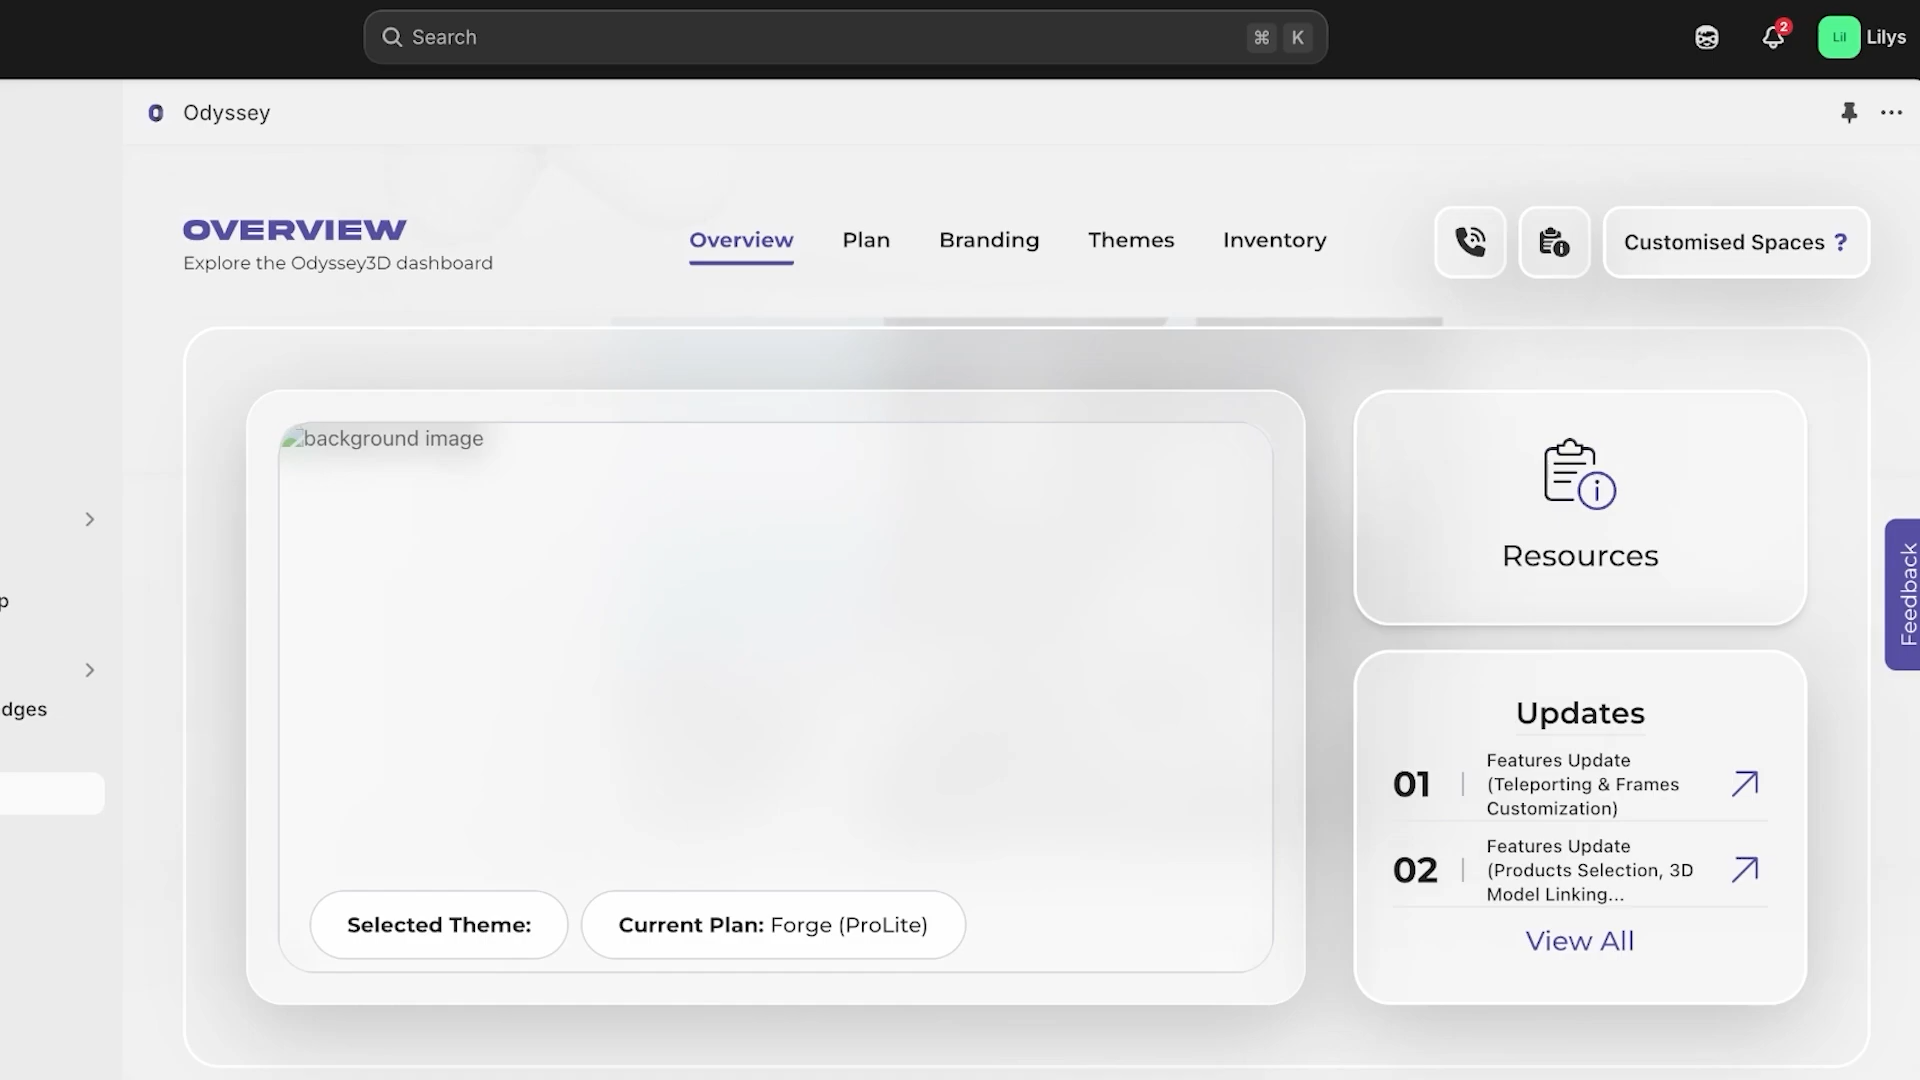 Search
⌘ K
2
Lil
Lilys
Odyssey
OVERVIEW
Explore the Odyssey3D dashboard
Overview
Plan
Branding
Themes
Inventory
Customised Spaces ?
background image
Selected Theme:
Current Plan: Forge (ProLite)
Resources
Updates
01
Features Update
(Teleporting & Frames
Customization)
02
Features Update
(Products Selection, 3D
Model Linking...
View All
Feedback
p
dges